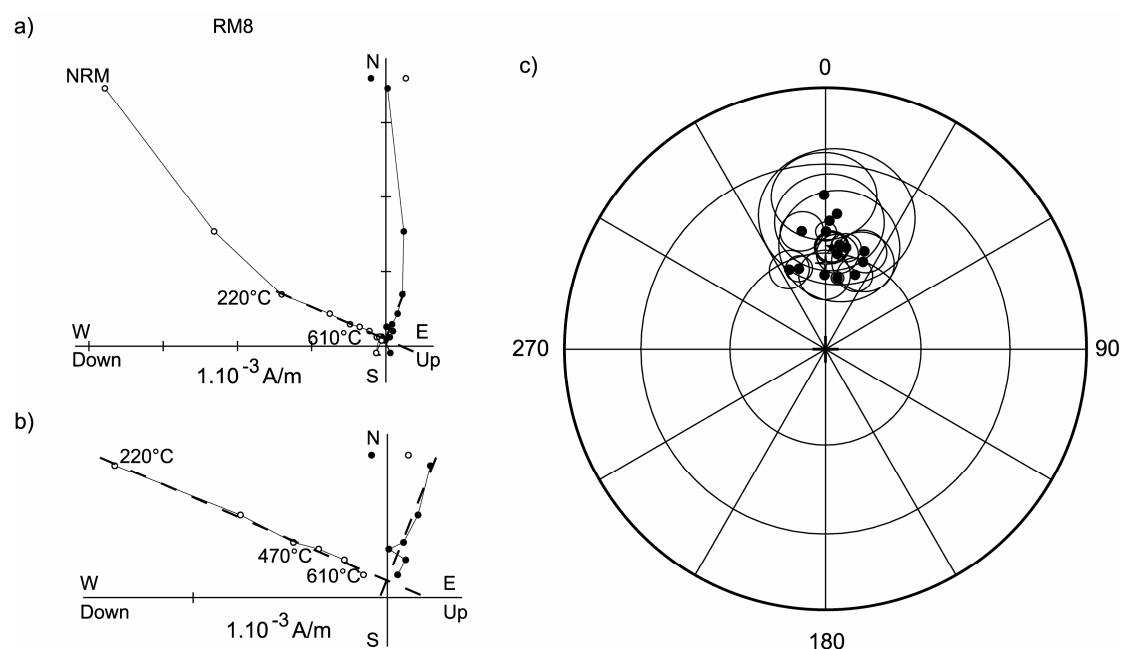 a)
RM8
N
NRM
220°C
610°C
W
E
Down
Up
1.10-3 A/m
S
b)
N
220°C
470°C
610°C
W
E
Down
Up
1.10-3 A/m
S
c)
0
270
90
180